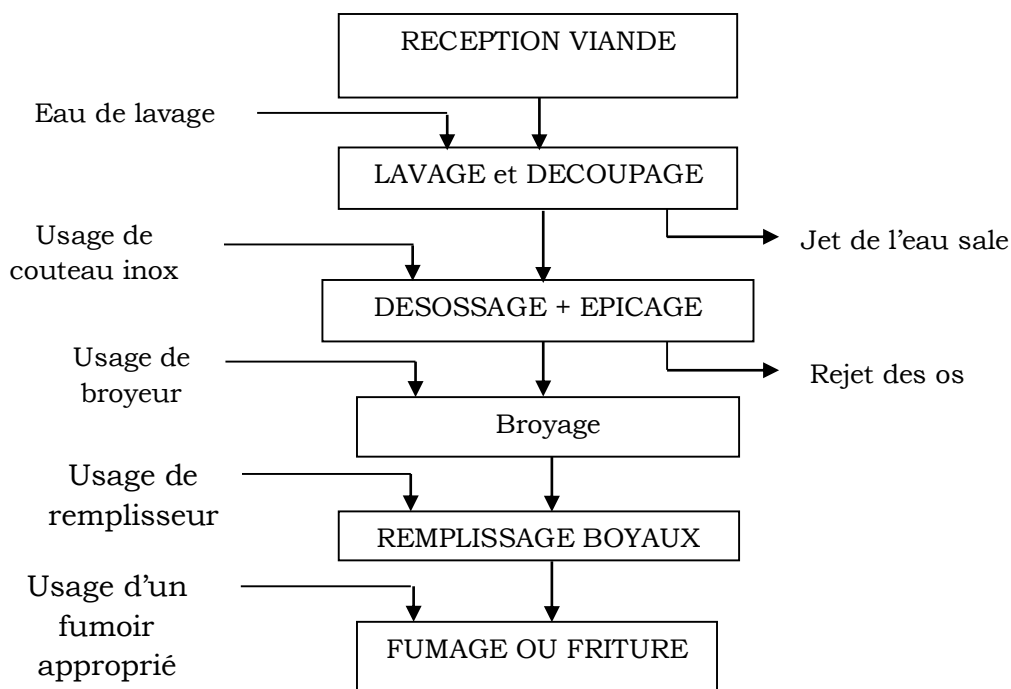 RECEPTION VIANDE
Eau de lavage
LAVAGE et DECOUPAGE
Jet de l’eau sale
Usage de
couteau inox
DESOSSAGE + EPICAGE
Rejet des os
Usage de
broyeur
Broyage
Usage de
remplisseur
REMPLISSAGE BOYAUX
Usage d’un
fumoir
approprié
FUMAGE OU FRITURE